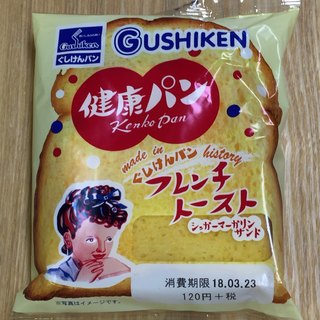 Gushiken
ぐしけんパン
GUSHIKEN
健康パン
Kenko Pan
made in
ぐしけんパン
history...
フレンチ
トースト
シュガーマーガリン
サンド
消費期限 18.03.23
120円+税
※写真はイメージです。